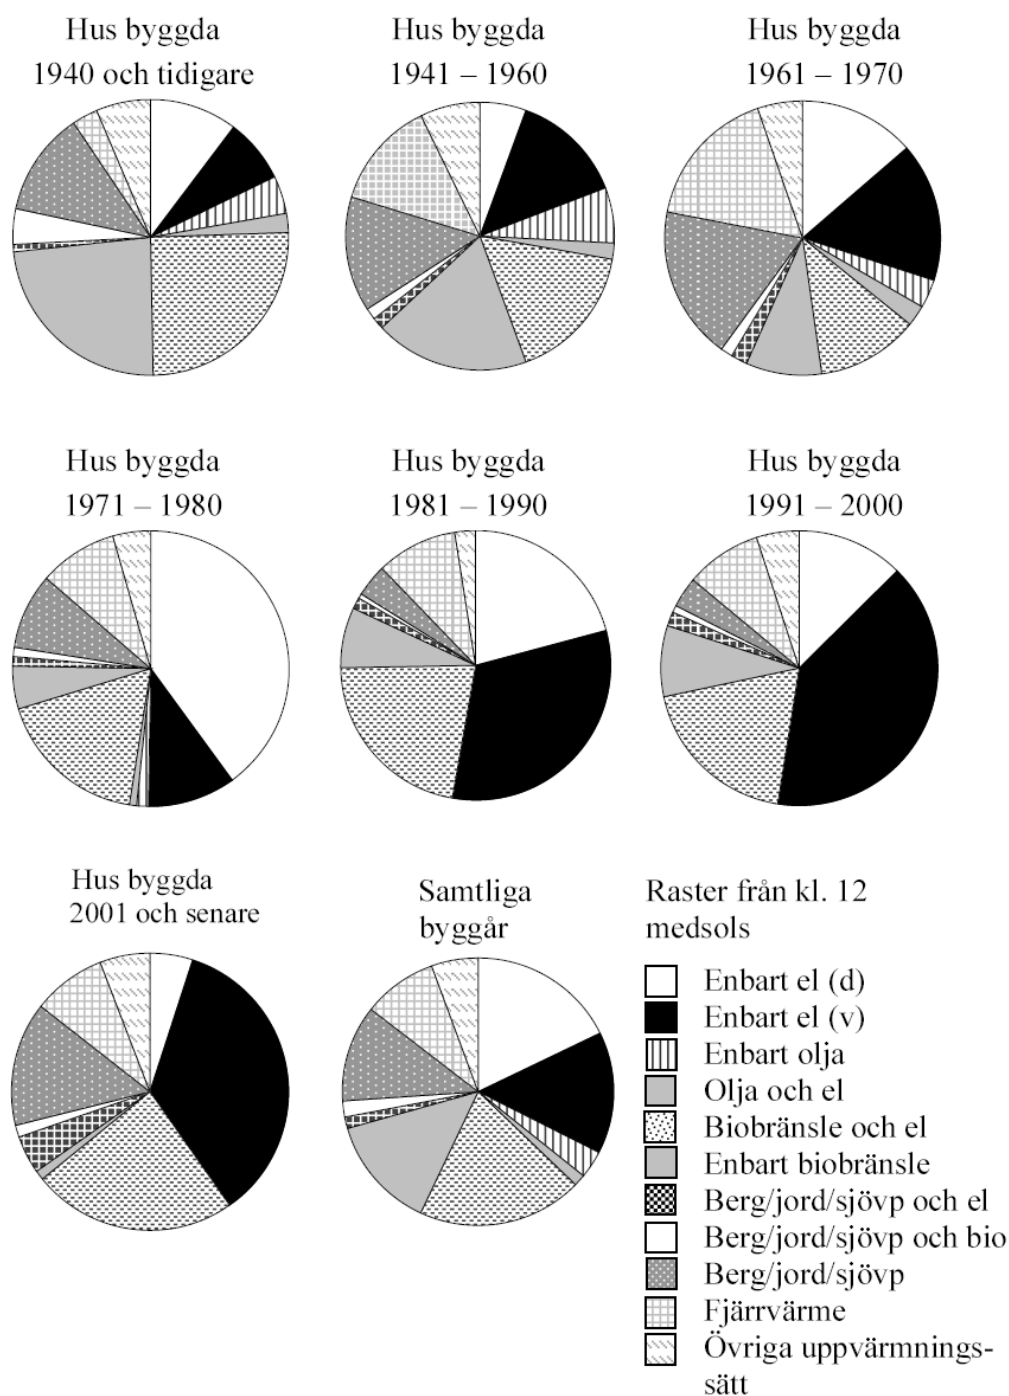 Hus byggda
1940 och tidigare
Hus byggda
1941 – 1960
Hus byggda
1961 – 1970
Hus byggda
1971 – 1980
Hus byggda
1981 – 1990
Hus byggda
1991 – 2000
Hus byggda
2001 och senare
Samtliga
byggår
Raster från kl. 12
medsols
Enbart el (d)
Enbart el (v)
Enbart olja
Olja och el
Biobränsle och el
Enbart biobränsle
Berg/jord/sjövp och el
Berg/jord/sjövp och bio
Berg/jord/sjövp
Fjärrvärme
Övriga uppvärmnings-
sätt